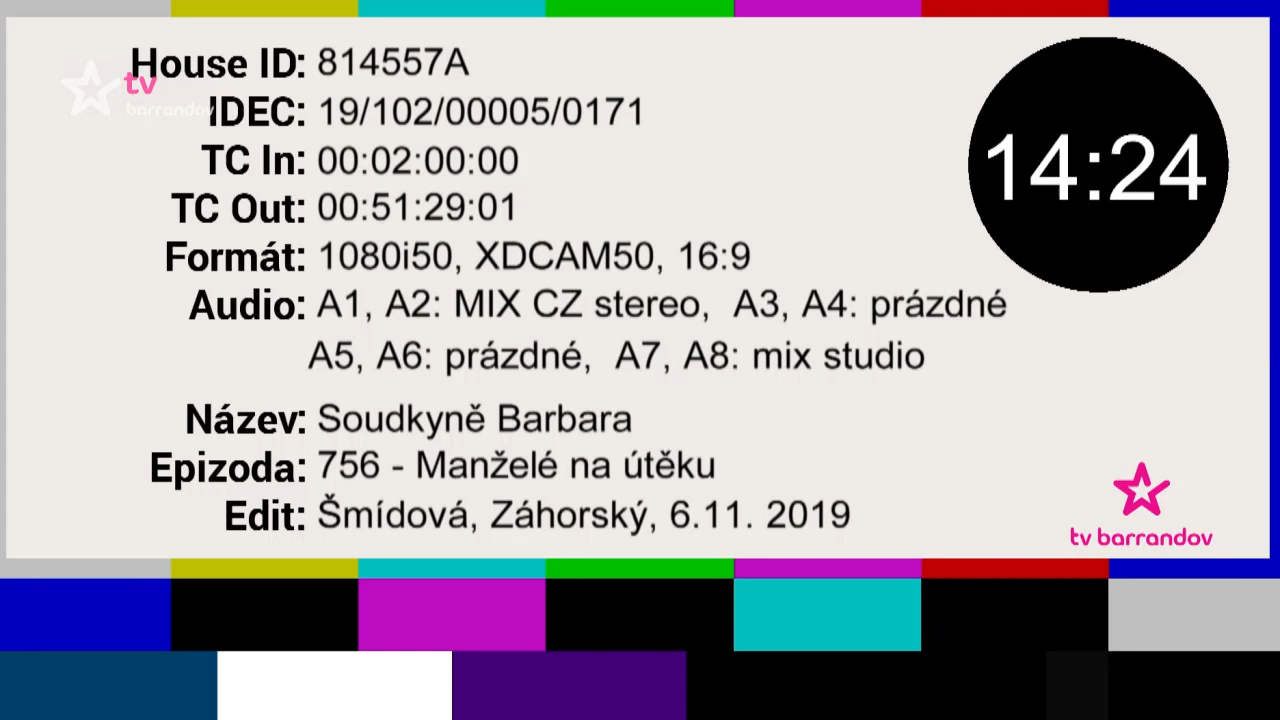 House ID: 814557A
tv
barrandov
IDEC: 19/102/00005/0171
TC In: 00:02:00:00
14:24
TC Out: 00:51:29:01
Formát: 1080i50, XDCAM50, 16:9
Audio: A1, A2: MIX CZ stereo, A3, A4: prázdné
A5, A6: prázdné, A7, A8: mix studio
Název: Soudkyně Barbara
Epizoda: 756 - Manželé na útěku
Edit: Šmídová, Záhorský, 6.11. 2019
tv barrandov